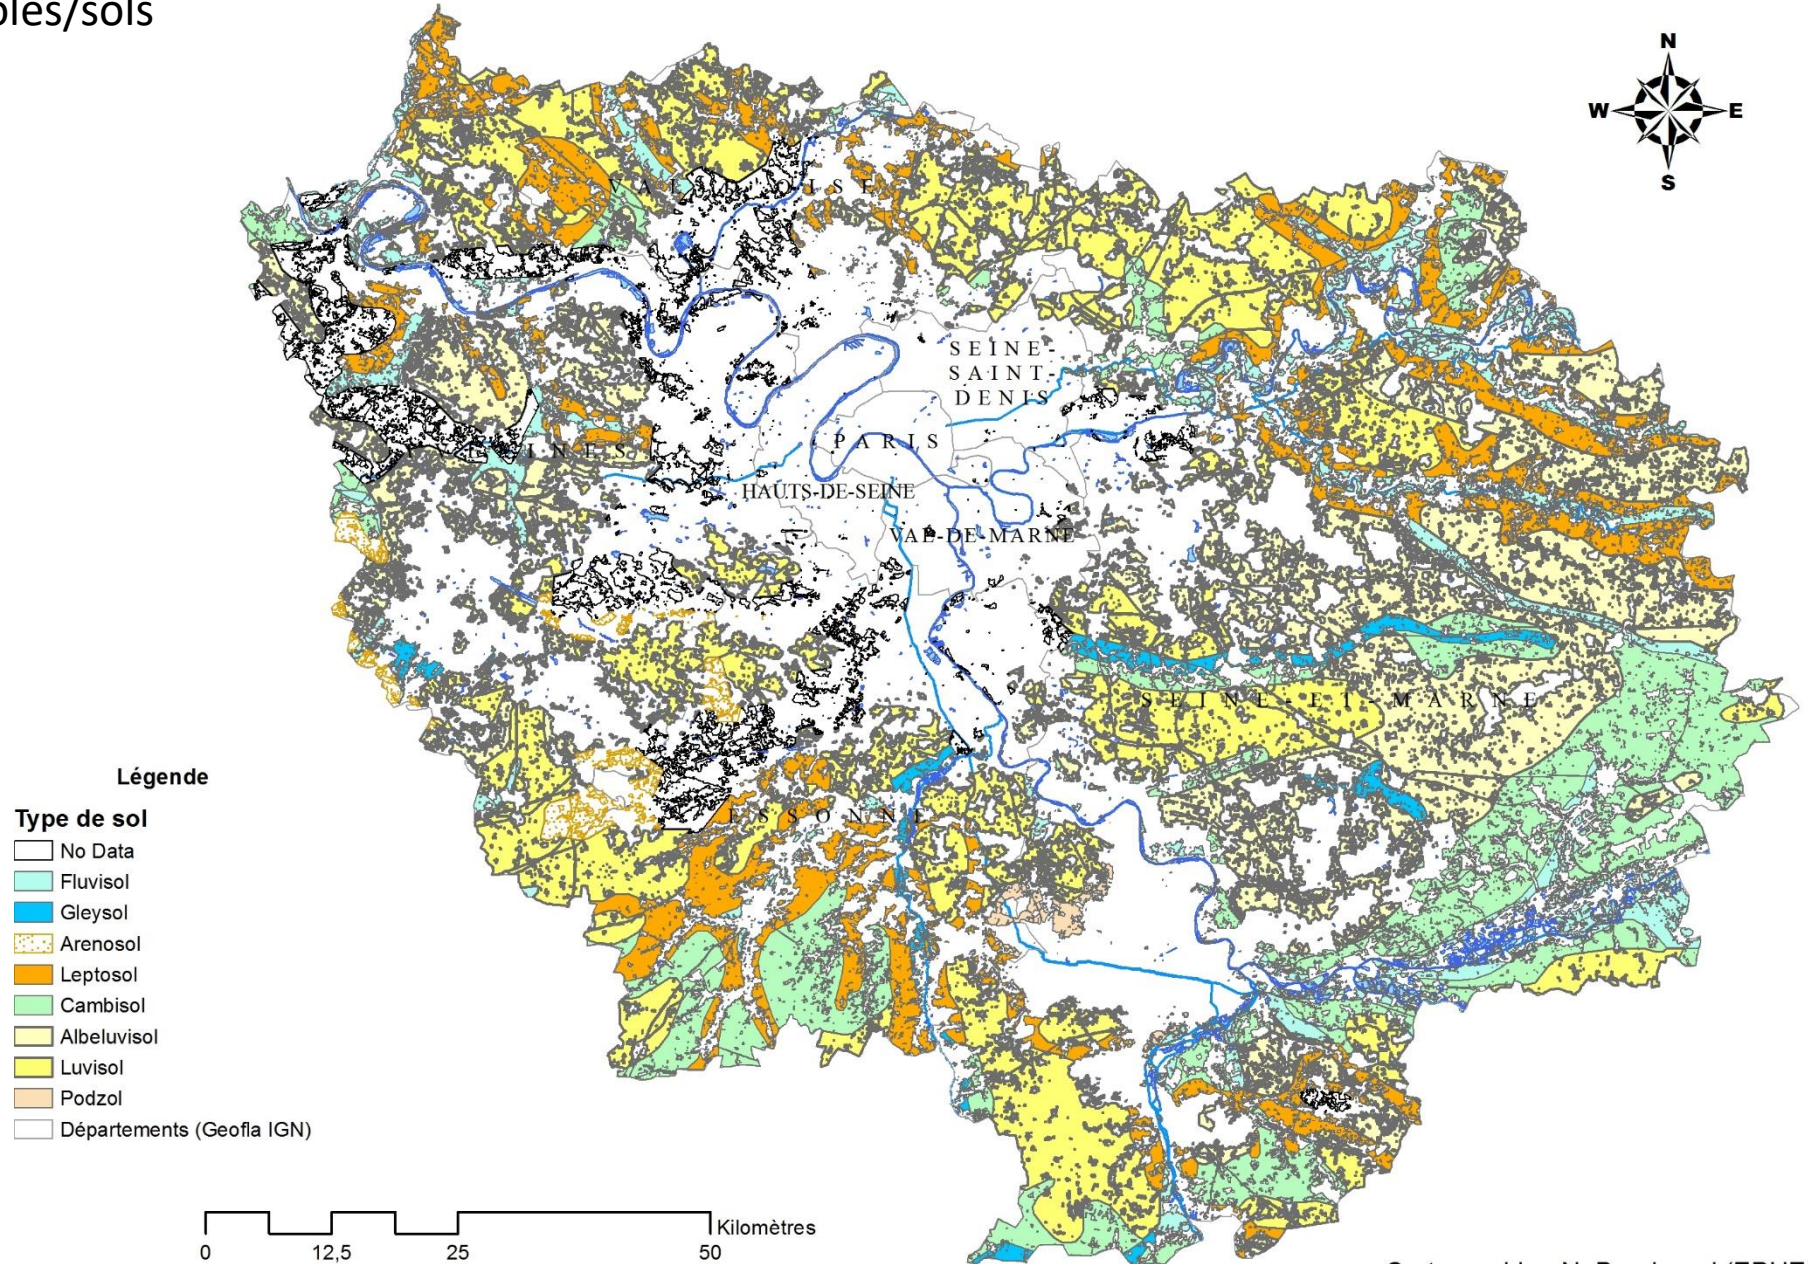 N
W E
S
VAL-D'OISE
SEINE-
SAINT-
DENIS
PARIS
HAUTS-DE-SEINE
VAL-DE-MARNE
SEINE-ET-MARNE
ESSONNE
Légende
Type de sol
No Data
Fluvisol
Gleysol
Arenosol
Leptosol
Cambisol
Albeluvisol
Luvisol
Podzol
Départements (Geofla IGN)
Kilomètres
0 12,5 25 50